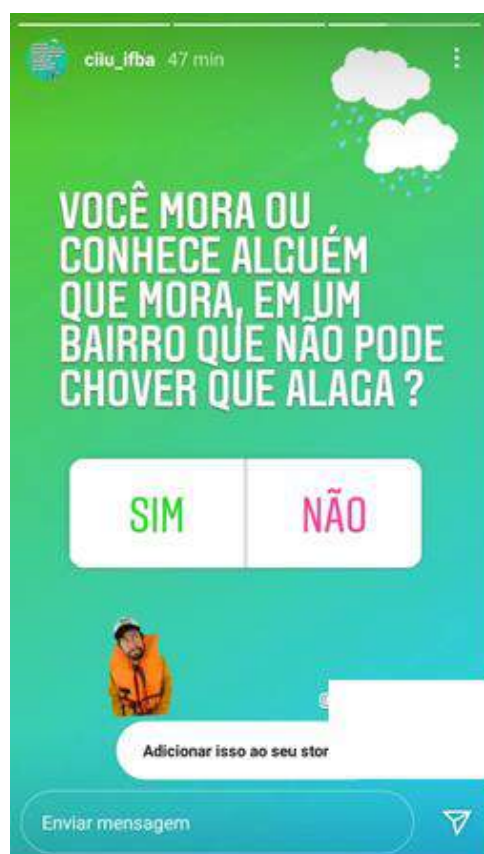 ciiu_ifba 47 min
VOCÊ MORA OU
CONHECE ALGUÉM
QUE MORA, EM UM
BAIRRO QUE NÃO PODE
CHOVER QUE ALAGA ?
SIM NÃO
Adicionar isso ao seu stor
Enviar mensagem